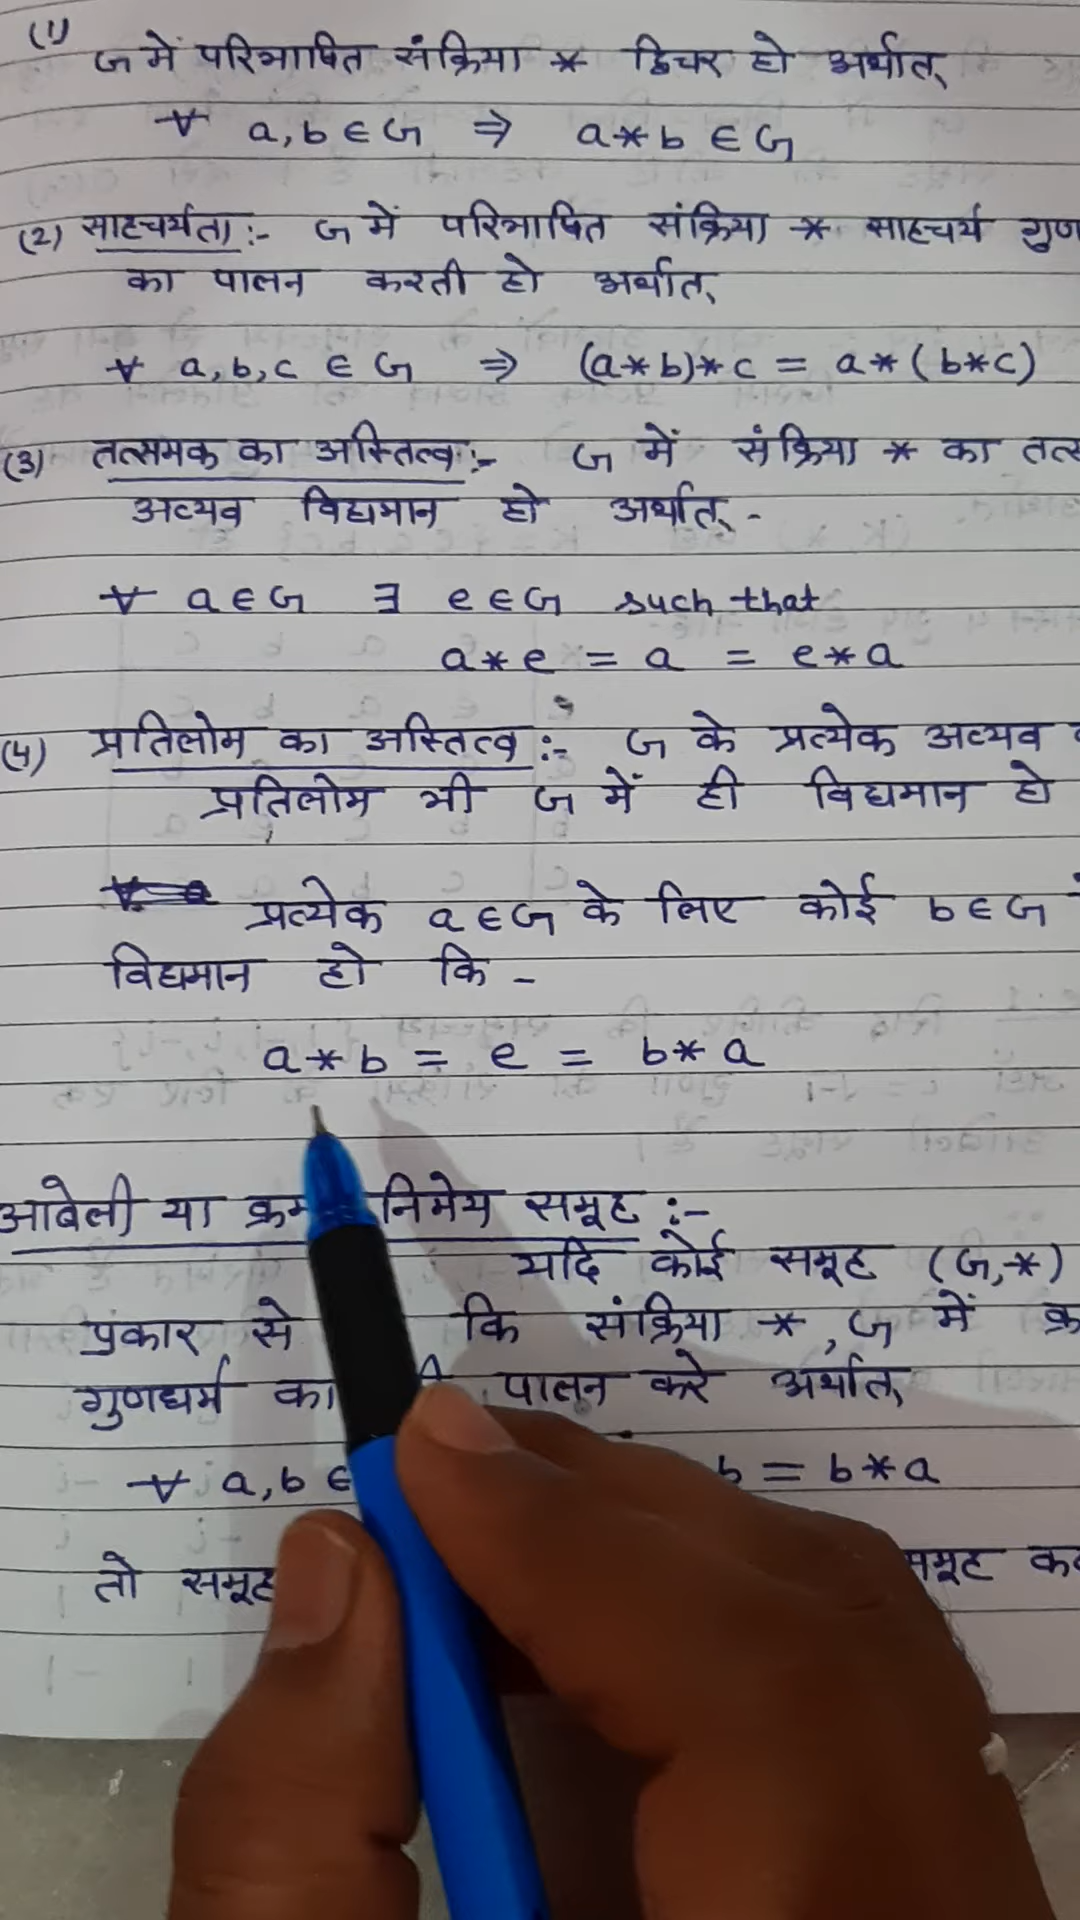 (1)
G में परिभाषित संक्रिया * द्विचर हो अर्थात्
∀ a,b ∈ G ⇒ a*b ∈ G
(2) साहचर्यता :- G में परिभाषित संक्रिया * साहचर्य गुण
का पालन करती हो अर्थात्
∀ a,b,c ∈ G ⇒ (a*b)*c = a*(b*c)
(3) तत्समक का अस्तित्व :- G में संक्रिया * का
अव्यव विद्यमान हो अर्थात् -
∀ a∈G ∃ e∈G such that
a*e = a = e*a
(4) प्रतिलोम का अस्तित्व :- G के प्रत्येक अव्यव
प्रतिलोम भी G में ही विद्यमान हो
प्रत्येक a∈G के लिए कोई b∈G
विद्यमान हो कि -
a*b = e = b*a
आबेली या निमेय समूह :-
यदि कोई समूह (G,*)
प्रकार से कि संक्रिया *, G में
गुणधर्म का पालन करे अर्थात्
∀ a,b ∈ b = b*a
तो समूह समूह